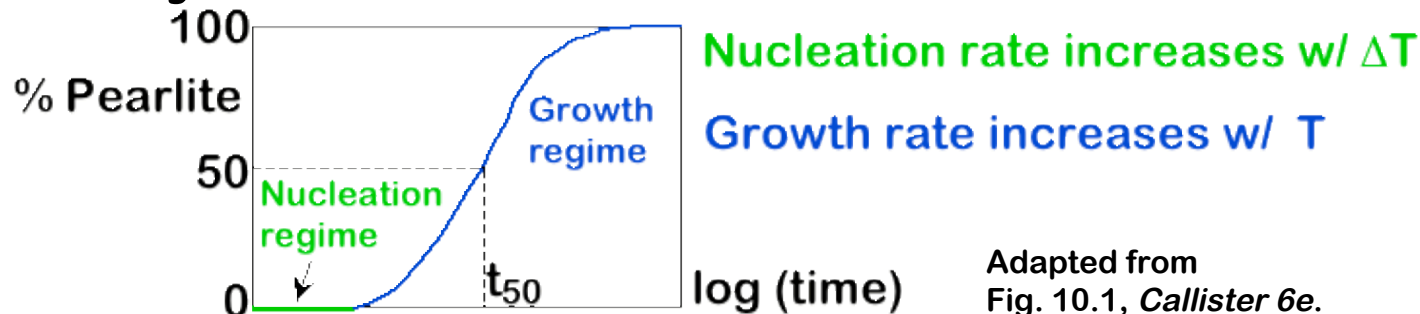 100
% Pearlite
50
0
Nucleation
regime
Growth
regime
t50
log (time)
Nucleation rate increases w/ ΔT
Growth rate increases w/ T
Adapted from
Fig. 10.1, Callister 6e.